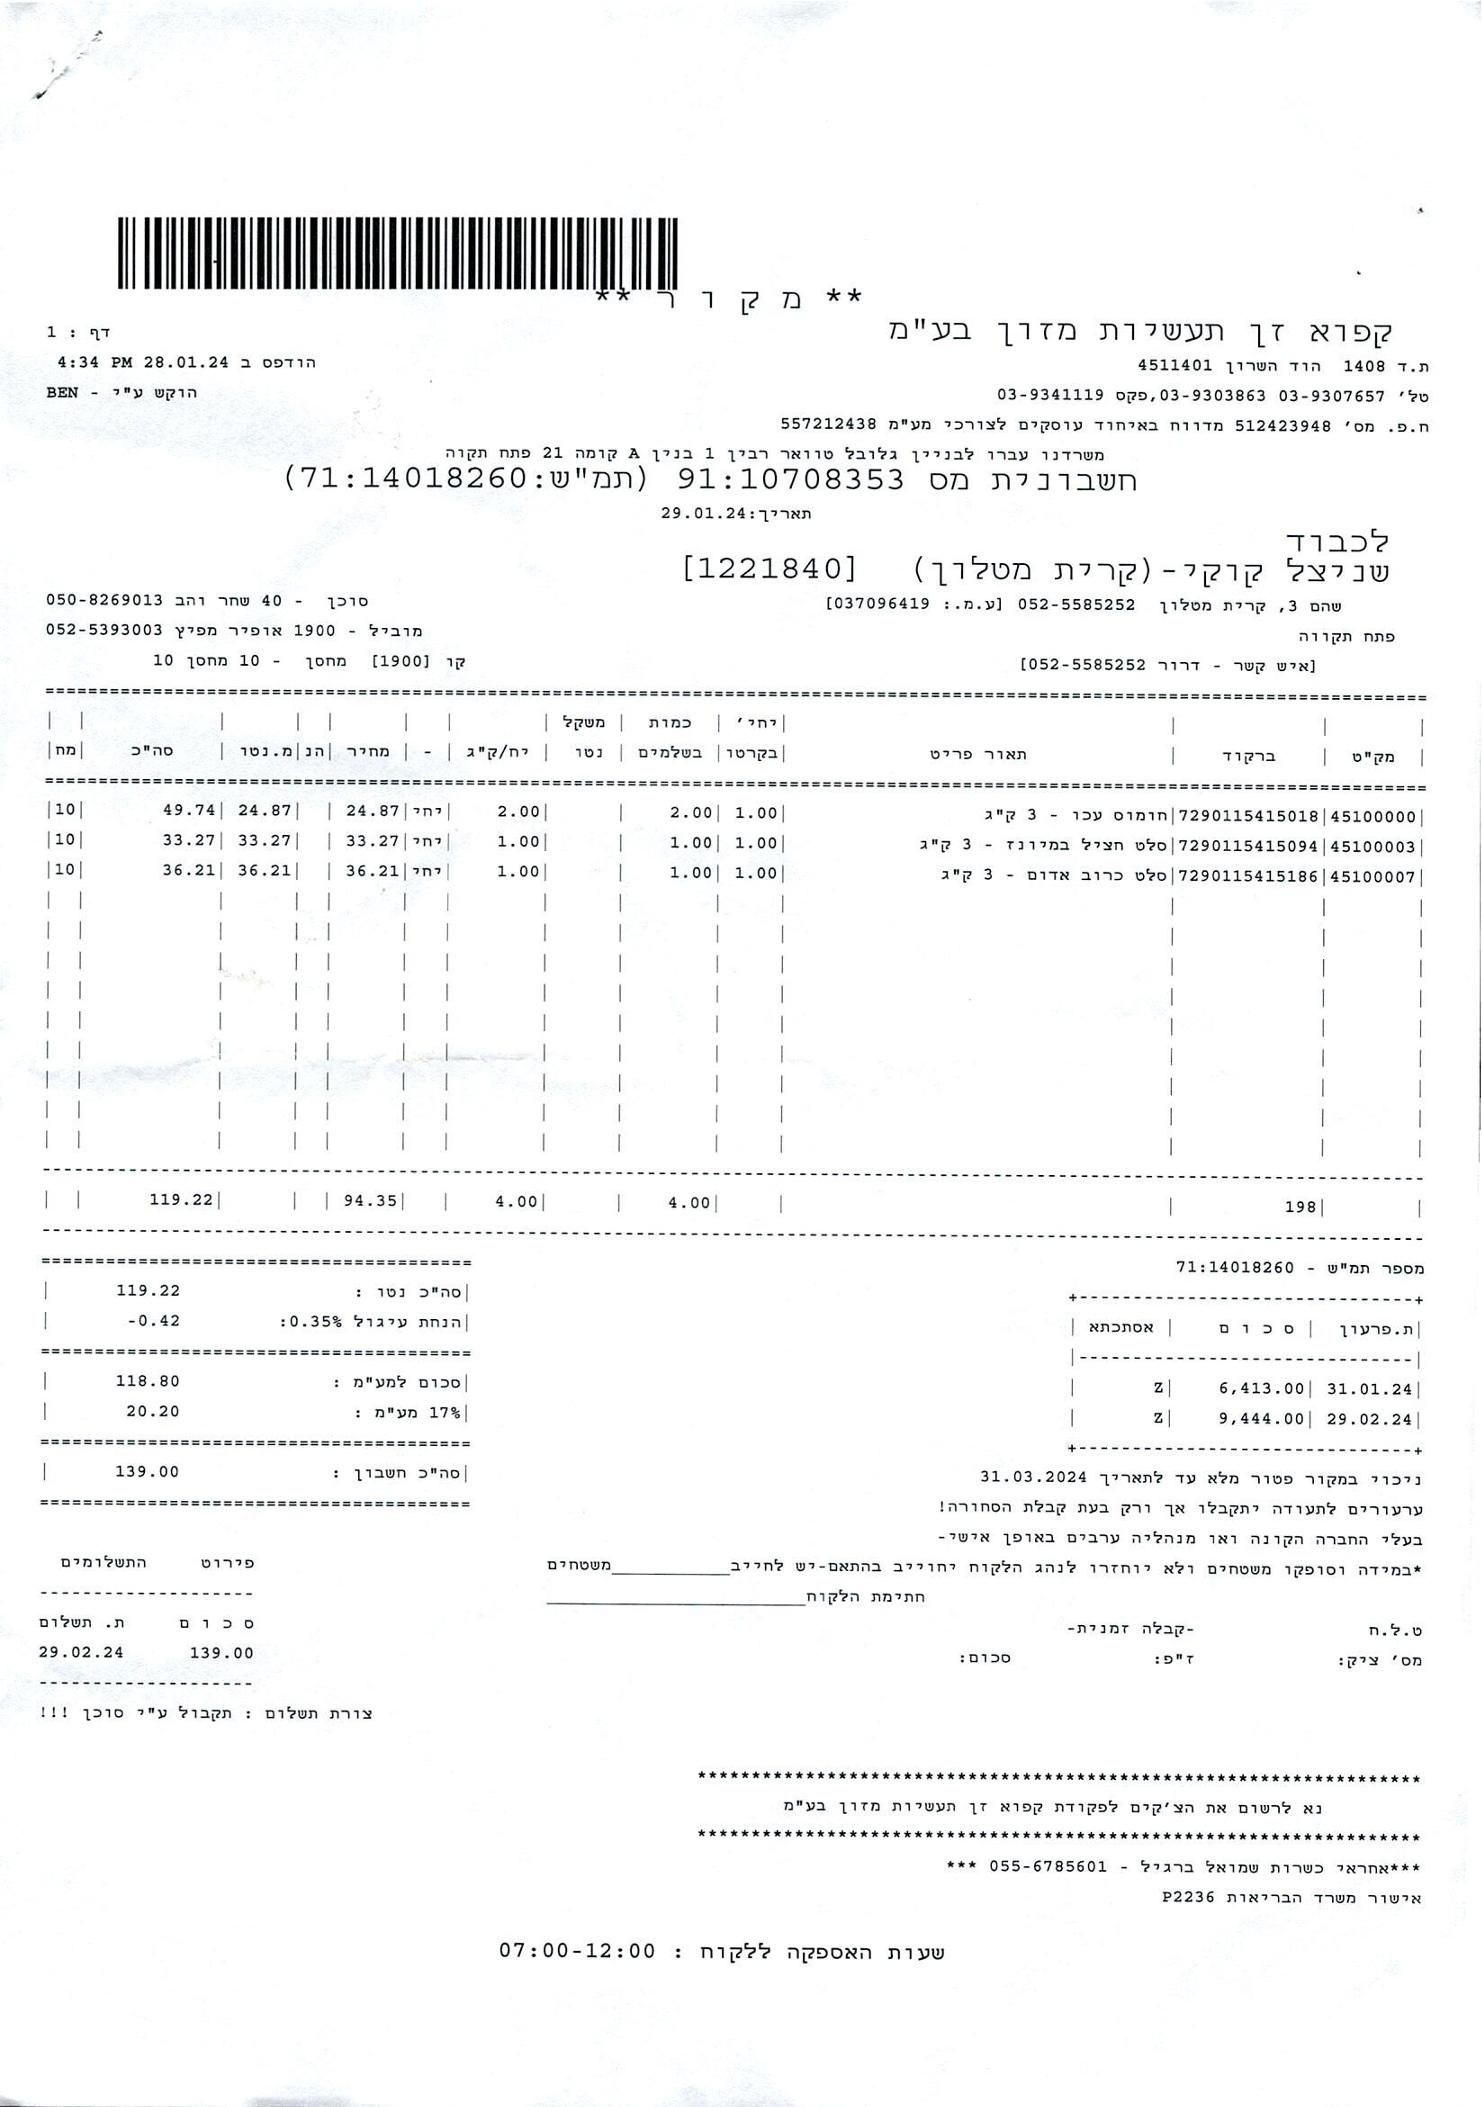 ** מ ק ו ר **
קפוא זן תעשיות מזון בע"מ
דף : 1
ת.ד 1408 הוד השרון 4511401
הודפס ב 28.01.24 4:34 PM
טל' 03-9307657 03-9303863,פקס 03-9341119
הוקש ע"י - BEN
ח.פ. מס' 512423948 מדווח באיחוד עוסקים לצורכי מע"מ 557212438
משרדנו עברו לבניין גלובל טוואר רבין 1 בנין A קומה 21 פתח תקוה
חשבונית מס 91:10708353 (תמ"ש:71:14018260)
תאריך:29.01.24
לכבוד
שניצל קוקי-(קרית מטלון) [1221840]
שהם 3, קרית מטלון 052-5585252 [ע.מ.: 037096419]
סוכן - 40 שחר והב 050-8269013
פתח תקווה
מוביל - 1900 אופיר מפיץ 052-5393003
[איש קשר - דרור 052-5585252]
קו [1900] מחסן - 10 מחסן 10
| | | יחי' | כמות | משקל | | | | | | |
| מק"ט | ברקוד | תאור פריט | בקרטו | בשלמים | נטו | יח/ק"ג | - | מחיר | הנ | מ.נטו | סה"כ | מח |
|45100000|7290115415018|חומוס עכו - 3 ק"ג |1.00 |2.00 | |2.00 |יחי|24.87 | |24.87 |49.74 |10|
|45100003|7290115415094|סלט חציל במיונז - 3 ק"ג |1.00 |1.00 | |1.00 |יחי|33.27 | |33.27 |33.27 |10|
|45100007|7290115415186|סלט כרוב אדום - 3 ק"ג |1.00 |1.00 | |1.00 |יחי|36.21 | |36.21 |36.21 |10|
| |198 | | |4.00 | |4.00 | |94.35 | | |119.22 | |
מספר תמ"ש - 71:14018260
|ת.פרעון | ס כ ו ם | אסתכתא |
|31.01.24 |6,413.00 |Z |
|29.02.24 |9,444.00 |Z |
|סה"כ נטו : 119.22 |
|הנחת עיגול 0.35%: -0.42 |
|סכום למע"מ : 118.80 |
|17% מע"מ : 20.20 |
|סה"כ חשבון : 139.00 |
ניכוי במקור פטור מלא עד לתאריך 31.03.2024
ערעורים לתעודה יתקבלו אך ורק בעת קבלת הסחורה!
בעלי החברה הקונה ואו מנהליה ערבים באופן אישי-
*במידה וסופקו משטחים ולא יוחזרו לנהג הלקוח יחוייב בהתאם-יש לחייב__________משטחים
חתימת הלקוח______________________
ט.ל.ח -קבלה זמנית-
מס' ציק: ז"פ: סכום:
פירוט התשלומים
ס כ ו ם ת. תשלום
139.00 29.02.24
צורת תשלום : תקבול ע"י סוכן !!!
נא לרשום את הצ'קים לפקודת קפוא זן תעשיות מזון בע"מ
***אחראי כשרות שמואל ברגיל - 055-6785601 ***
אישור משרד הבריאות P2236
שעות האספקה ללקוח : 07:00-12:00